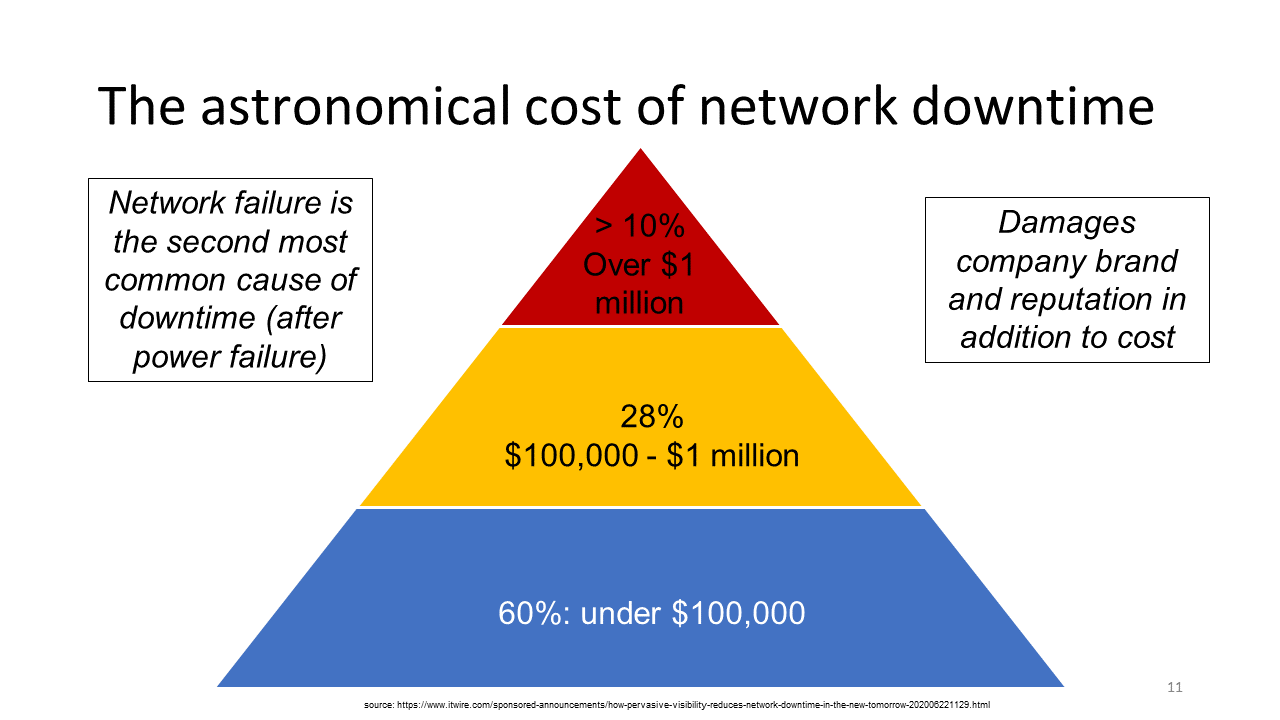 The astronomical cost of network downtime
Network failure is
the second most
common cause of
downtime (after
power failure)
> 10%
Over $1
million
Damages
company brand
and reputation in
addition to cost
28%
$100,000 - $1 million
60%: under $100,000
11
source: https://www.itwire.com/sponsored-announcements/how-pervasive-visibility-reduces-network-downtime-in-the-new-tomorrow-202006221129.html